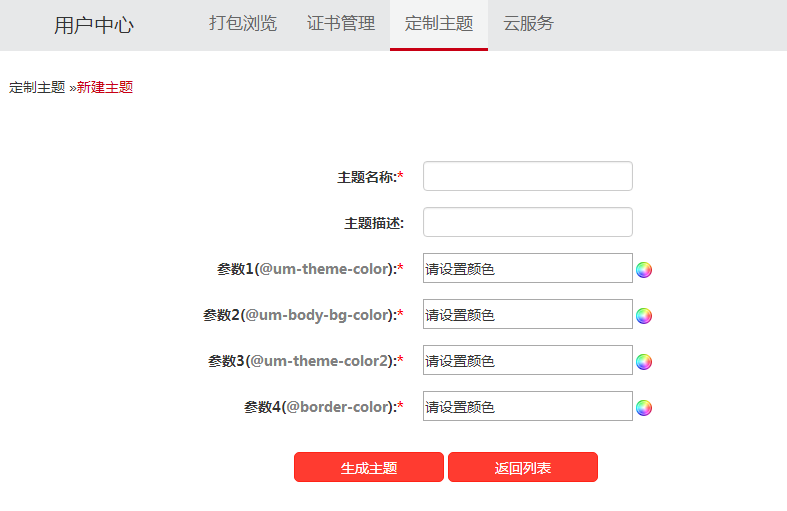 用户中心 打包浏览 证书管理 定制主题 云服务
定制主题 »新建主题
主题名称:*
主题描述:
参数1(@um-theme-color):* 请设置颜色
参数2(@um-body-bg-color):* 请设置颜色
参数3(@um-theme-color2):* 请设置颜色
参数4(@border-color):* 请设置颜色
生成主题 返回列表